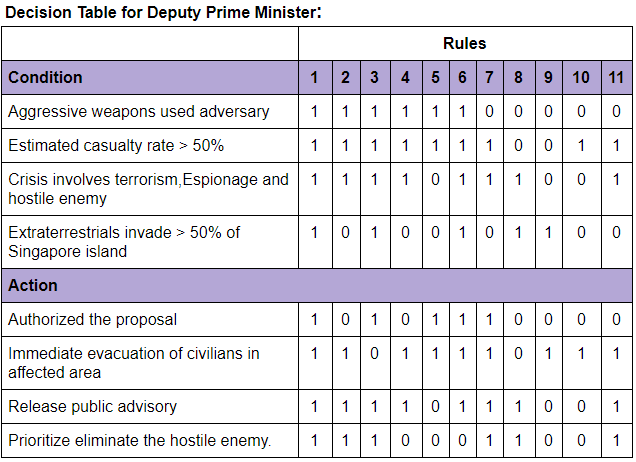 Decision Table for Deputy Prime Minister:
Rules
Condition 1 2 3 4 5 6 7 8 9 10 11
Aggressive weapons used adversary 1 1 1 1 1 1 0 0 0 0 0
Estimated casualty rate > 50% 1 1 1 1 1 1 1 0 0 1 1
Crisis involves terrorism,Espionage and
hostile enemy 1 1 1 1 0 1 1 1 0 0 1
Extraterrestrials invade > 50% of
Singapore island 1 0 1 0 0 1 0 1 1 0 0
Action
Authorized the proposal 1 0 1 0 1 1 1 0 0 0 0
Immediate evacuation of civilians in
affected area 1 1 0 1 1 1 1 0 1 1 1
Release public advisory 1 1 1 1 0 1 1 1 0 0 1
Prioritize eliminate the hostile enemy. 1 1 1 0 0 0 1 1 0 0 1